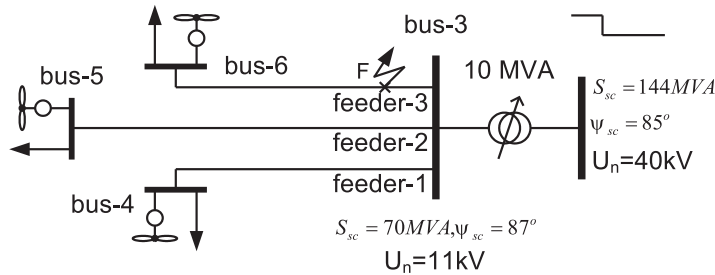 bus-3
bus-6
F
10 MVA
bus-5
feeder-3
S_sc = 144MVA
feeder-2
ψ_sc = 85°
U_n=40kV
feeder-1
bus-4
S_sc = 70MVA,ψ_sc = 87°
U_n=11kV